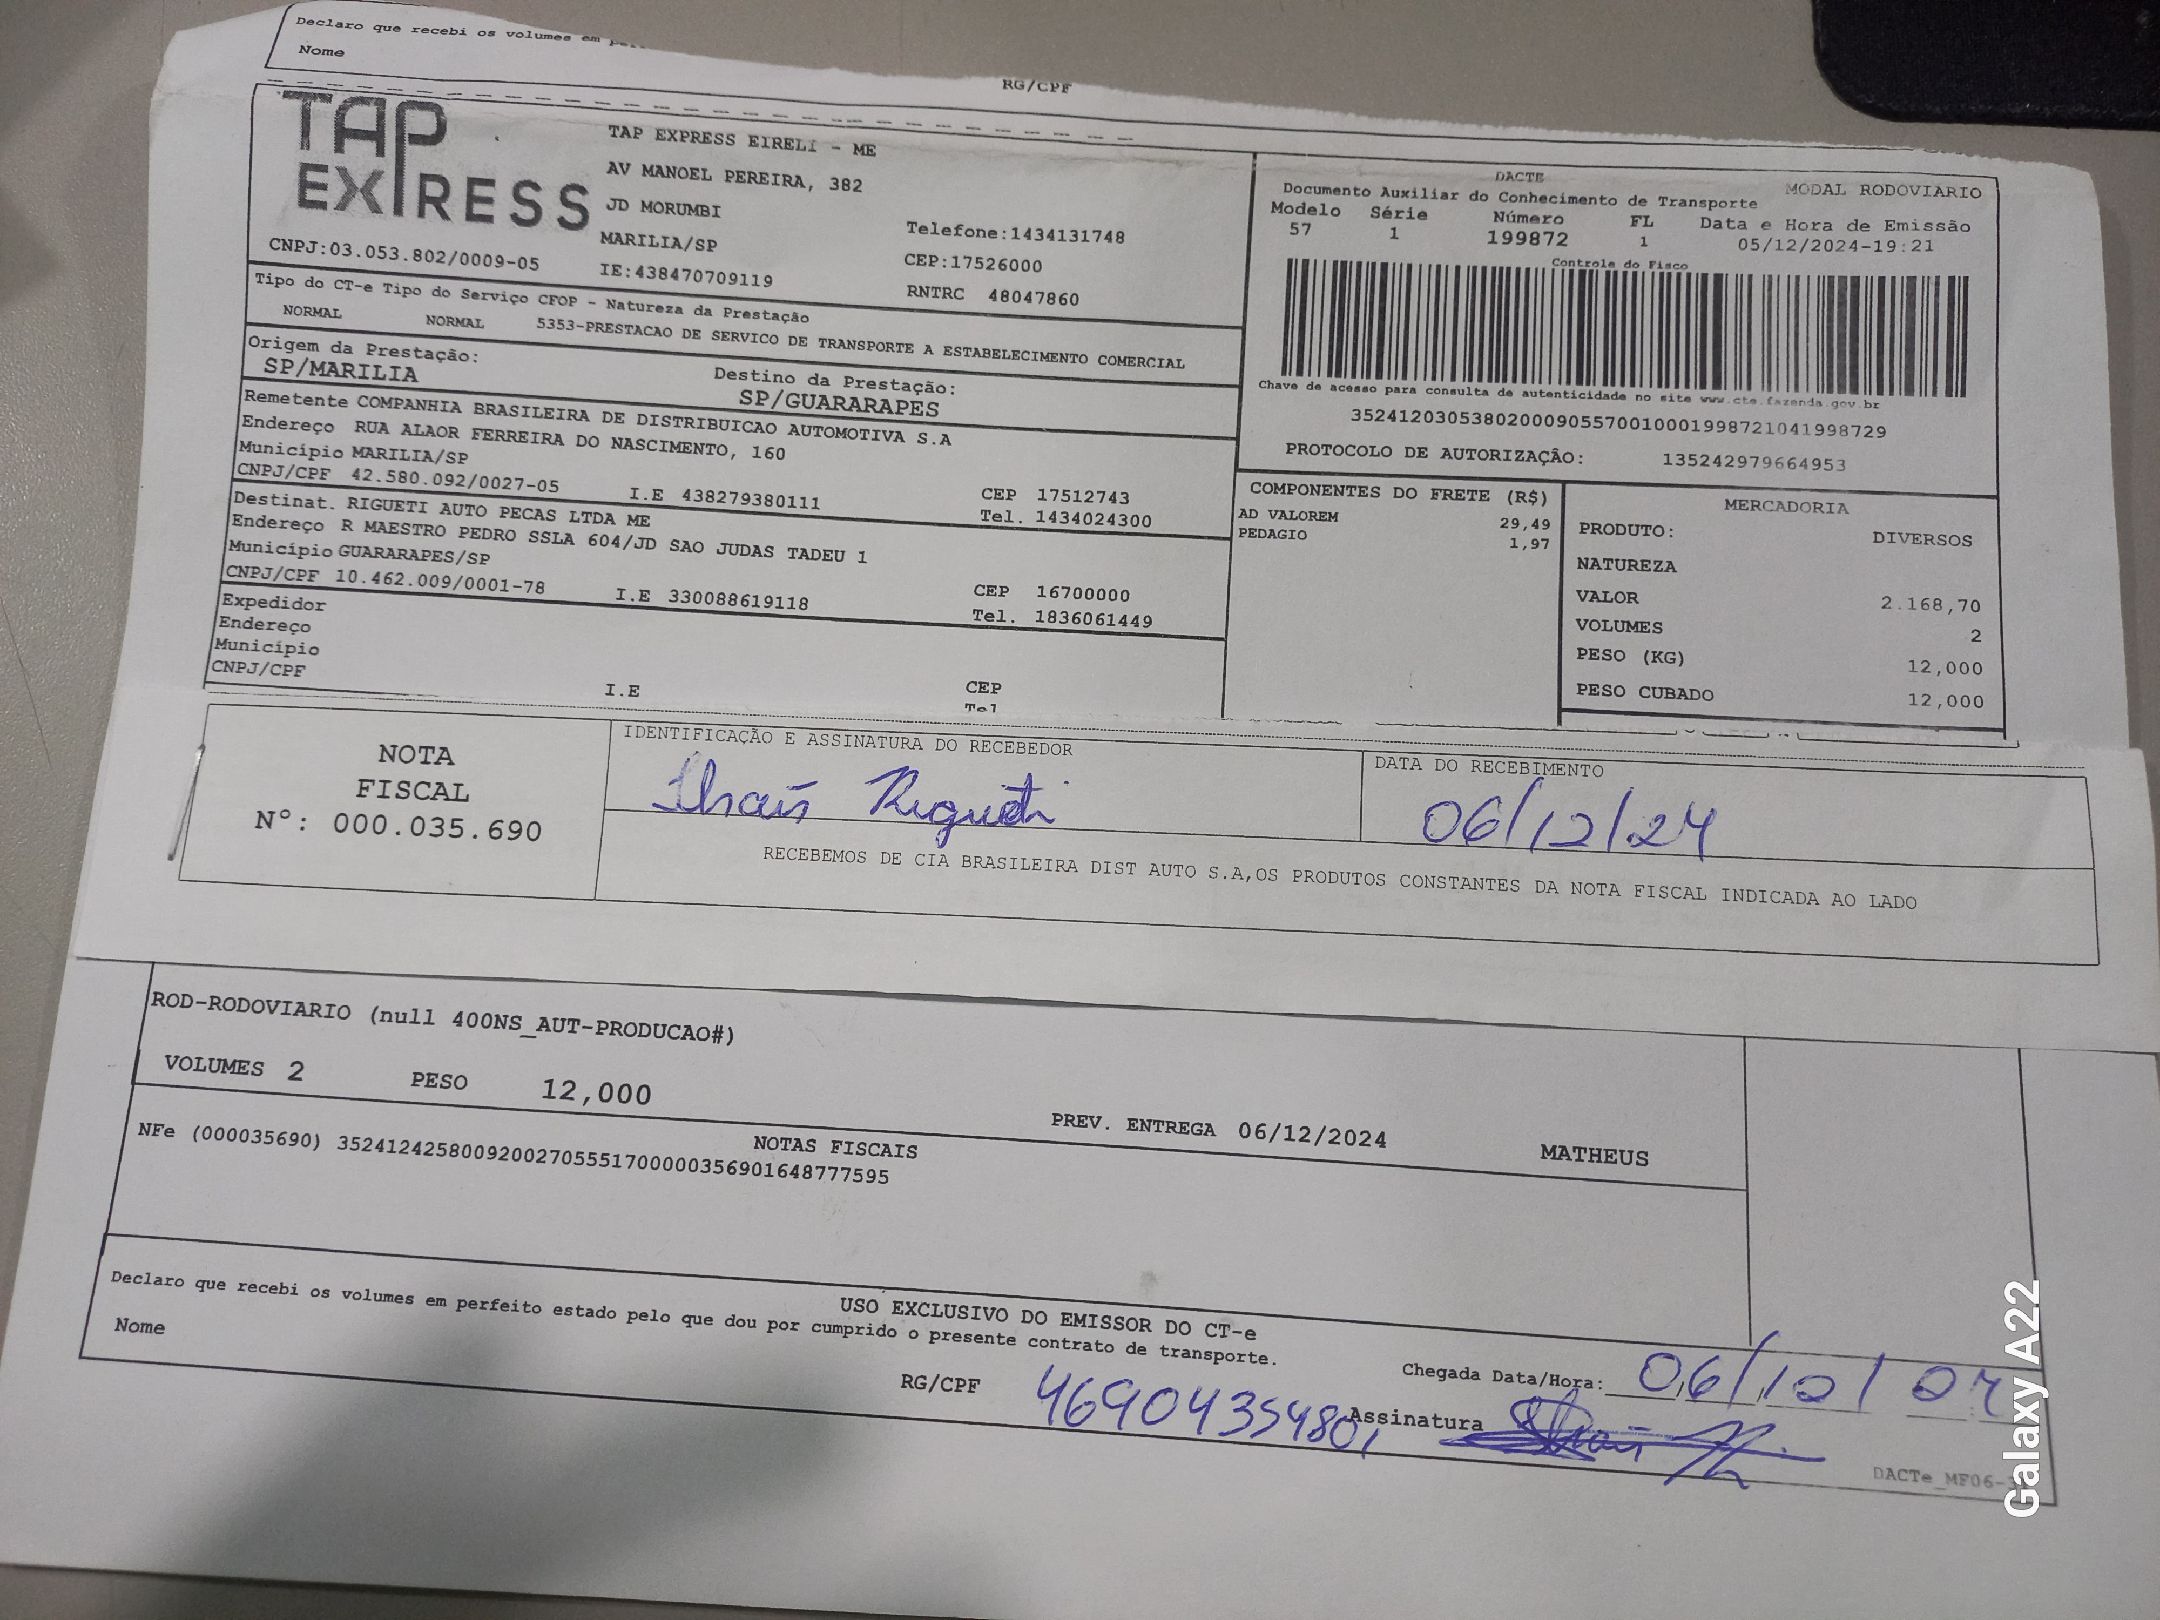 Declaro que recebi os volumes em
Nome
RG/CPF
TAP EXPRESS
TAP EXPRESS EIRELI - ME
AV MANOEL PEREIRA, 382
JD MORUMBI
MARILIA/SP
Telefone:1434131748
CNPJ:03.053.802/0009-05
IE:438470709119
CEP:17526000
RNTRC 48047860
DACTE
MODAL RODOVIARIO
Documento Auxiliar do Conhecimento de Transporte
Modelo Série Número FL Data e Hora de Emissão
57 1 199872 1 05/12/2024-19:21
Controle do Fisco
Chave de acesso para consulta de autenticidade no site www.cte.fazenda.gov.br
35241203053802000905570010001998721041998729
PROTOCOLO DE AUTORIZAÇÃO: 135242979664953
Tipo do CT-e Tipo do Serviço CFOP - Natureza da Prestação
NORMAL NORMAL 5353-PRESTACAO DE SERVICO DE TRANSPORTE A ESTABELECIMENTO COMERCIAL
Origem da Prestação: Destino da Prestação:
SP/MARILIA SP/GUARARAPES
Remetente COMPANHIA BRASILEIRA DE DISTRIBUICAO AUTOMOTIVA S.A
Endereço RUA ALAOR FERREIRA DO NASCIMENTO, 160
Município MARILIA/SP CEP 17512743
CNPJ/CPF 42.580.092/0027-05 I.E 438279380111 Tel. 1434024300
Destinat. RIGUETI AUTO PECAS LTDA ME
Endereço R MAESTRO PEDRO SSLA 604/JD SAO JUDAS TADEU 1
Município GUARARAPES/SP CEP 16700000
CNPJ/CPF 10.462.009/0001-78 I.E 330088619118 Tel. 1836061449
Expedidor
Endereço
Município CEP
CNPJ/CPF I.E Tel
COMPONENTES DO FRETE (R$)
AD VALOREM 29,49
PEDAGIO 1,97
MERCADORIA
PRODUTO: DIVERSOS
NATUREZA
VALOR 2.168,70
VOLUMES 2
PESO (KG) 12,000
PESO CUBADO 12,000
NOTA
FISCAL
Nº: 000.035.690
IDENTIFICAÇÃO E ASSINATURA DO RECEBEDOR
Thaís Rigueti
DATA DO RECEBIMENTO
06/12/24
RECEBEMOS DE CIA BRASILEIRA DIST AUTO S.A,OS PRODUTOS CONSTANTES DA NOTA FISCAL INDICADA AO LADO
ROD-RODOVIARIO (null 400NS_AUT-PRODUCAO#)
VOLUMES 2 PESO 12,000
PREV. ENTREGA 06/12/2024 MATHEUS
NOTAS FISCAIS
NFe (000035690) 35241242580092002705551700000356901648777595
USO EXCLUSIVO DO EMISSOR DO CT-e
Declaro que recebi os volumes em perfeito estado pelo que dou por cumprido o presente contrato de transporte.
Nome
RG/CPF 46904354801
Chegada Data/Hora: 06/12/24
Assinatura Thaís
DACTe_MF06-
Galaxy A22